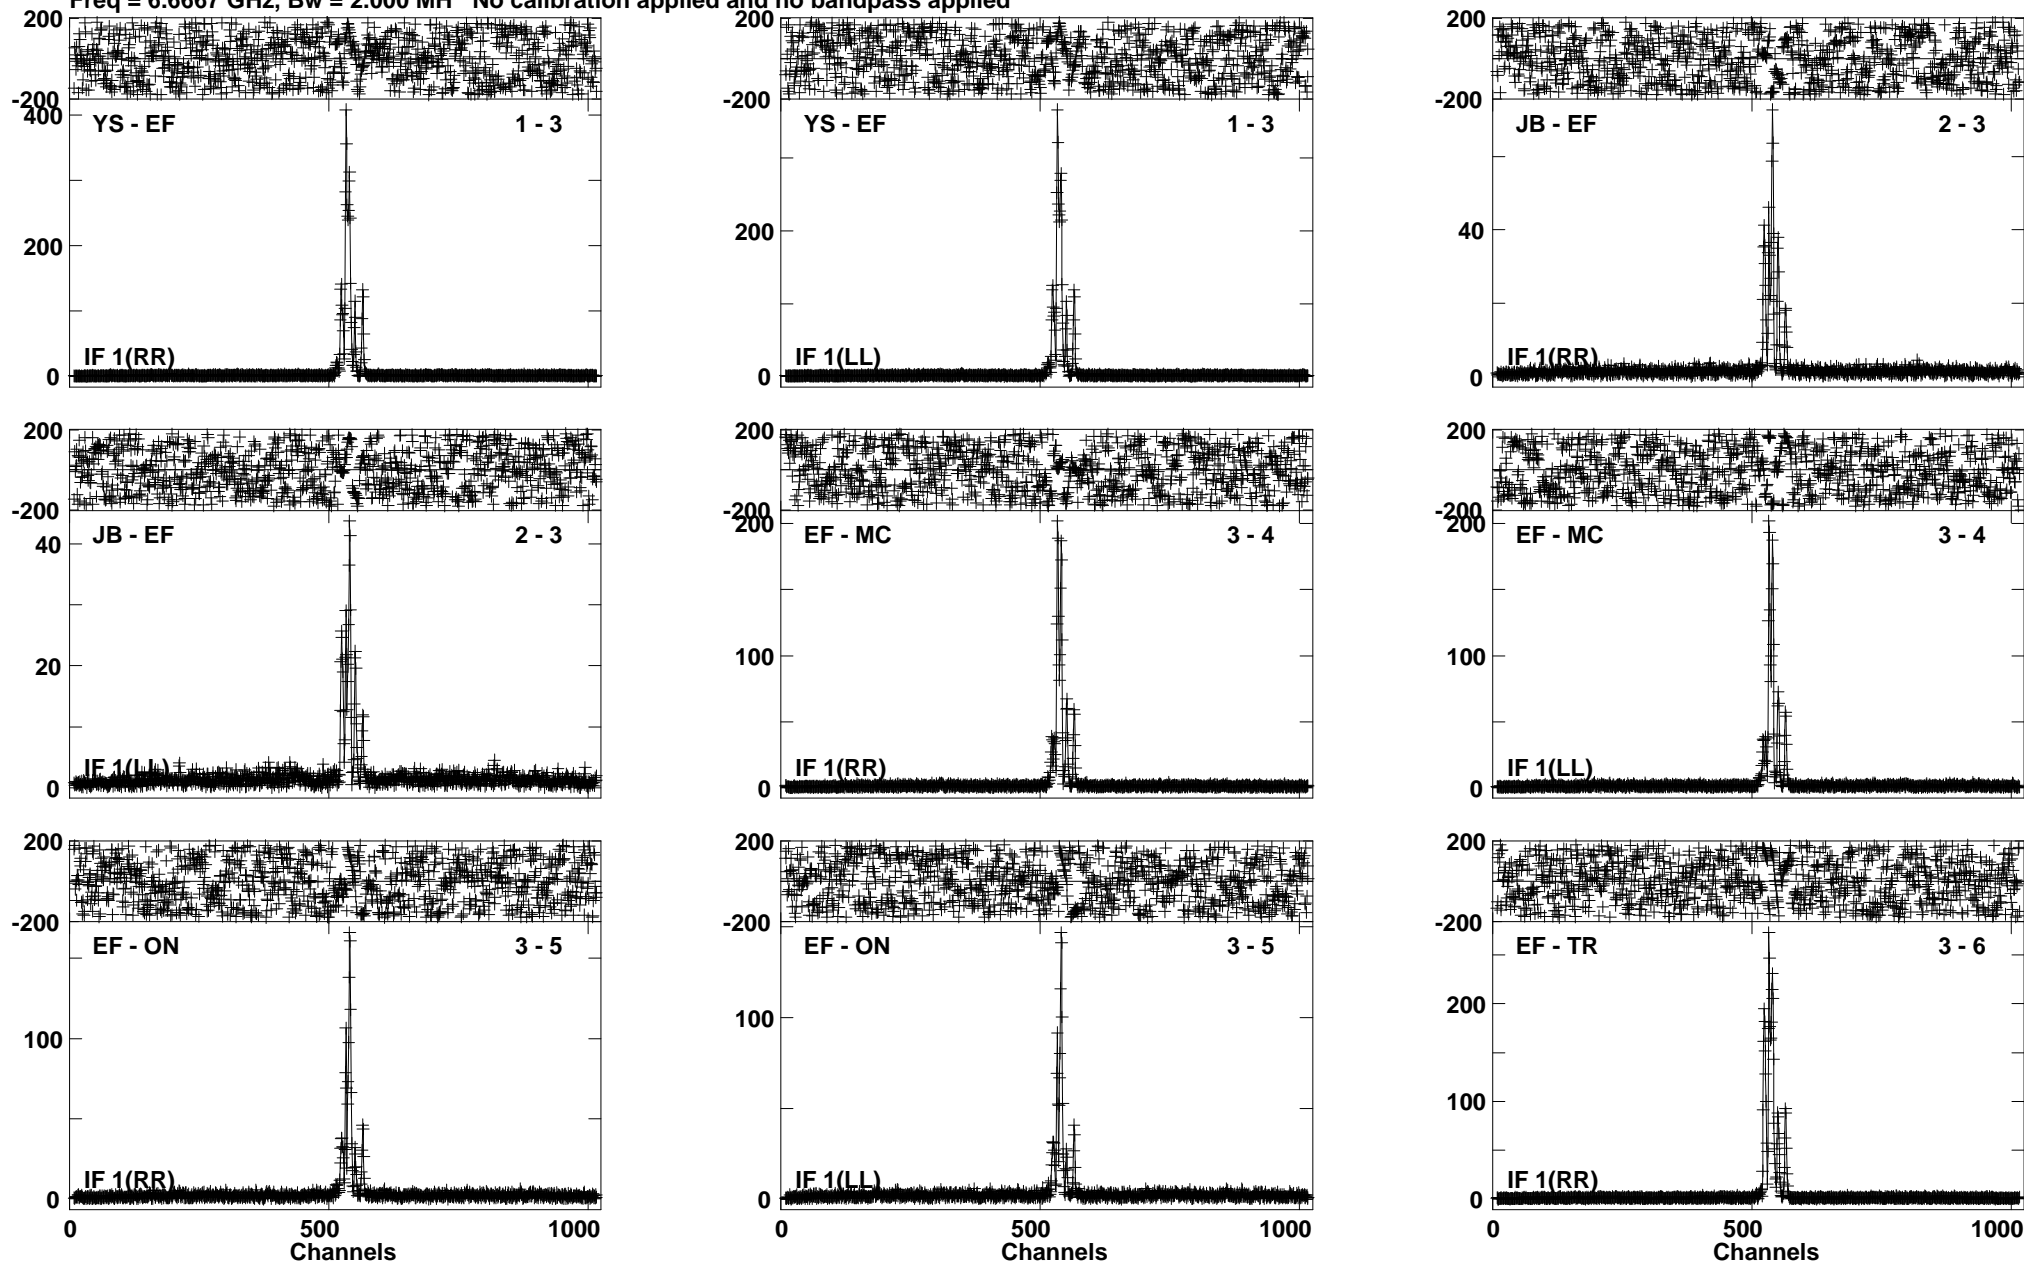 Freq = 6.6667 GHz, Bw = 2.000 MH No calibration applied and no bandpass applied
200
-200
400
200
0
YS - EF
1 - 3
IF 1(RR)
200
-200
200
0
YS - EF
1 - 3
IF 1(LL)
200
-200
40
0
JB - EF
2 - 3
IF 1(RR)
200
-200
40
20
0
JB - EF
2 - 3
IF 1(LL)
200
-200
200
100
0
EF - MC
3 - 4
IF 1(RR)
200
-200
200
100
0
EF - MC
3 - 4
IF 1(LL)
200
-200
100
0
EF - ON
3 - 5
IF 1(RR)
0 500 1000
Channels
200
-200
100
0
EF - ON
3 - 5
IF 1(LL)
0 500 1000
Channels
200
-200
200
100
0
EF - TR
3 - 6
IF 1(RR)
0 500 1000
Channels